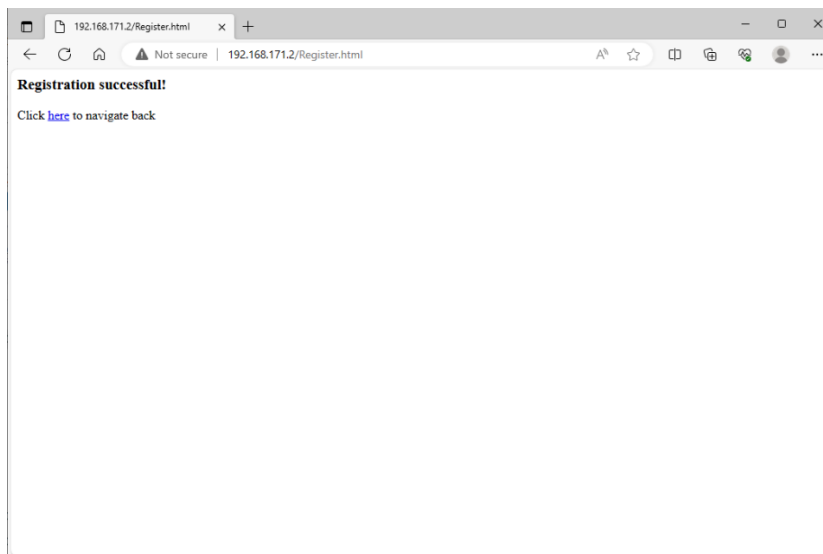 192.168.171.2/Register.html
Not secure | 192.168.171.2/Register.html
Registration successful!
Click here to navigate back